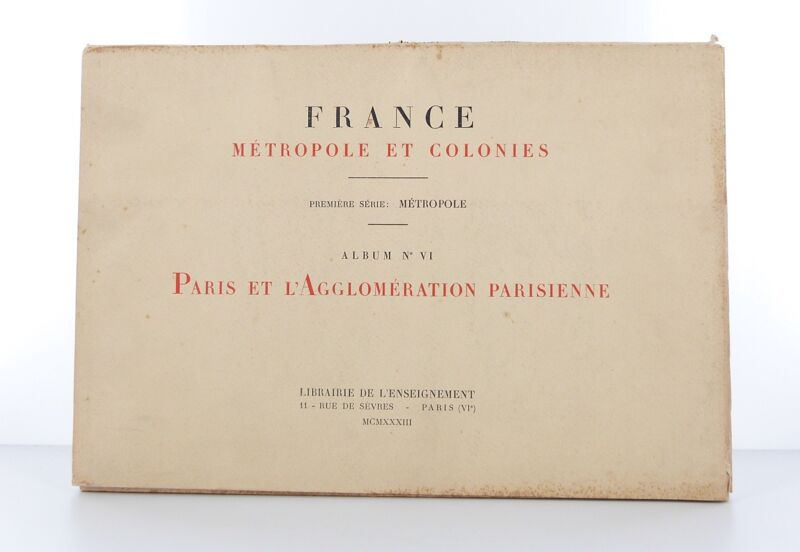 FRANCE
MÉTROPOLE ET COLONIES
PREMIÈRE SÉRIE: MÉTROPOLE
ALBUM Nº VI
PARIS ET L'AGGLOMÉRATION PARISIENNE
LIBRAIRIE DE L'ENSEIGNEMENT
11 - RUE DE SÈVRES - PARIS (VIᵉ)
MCMXXXIII